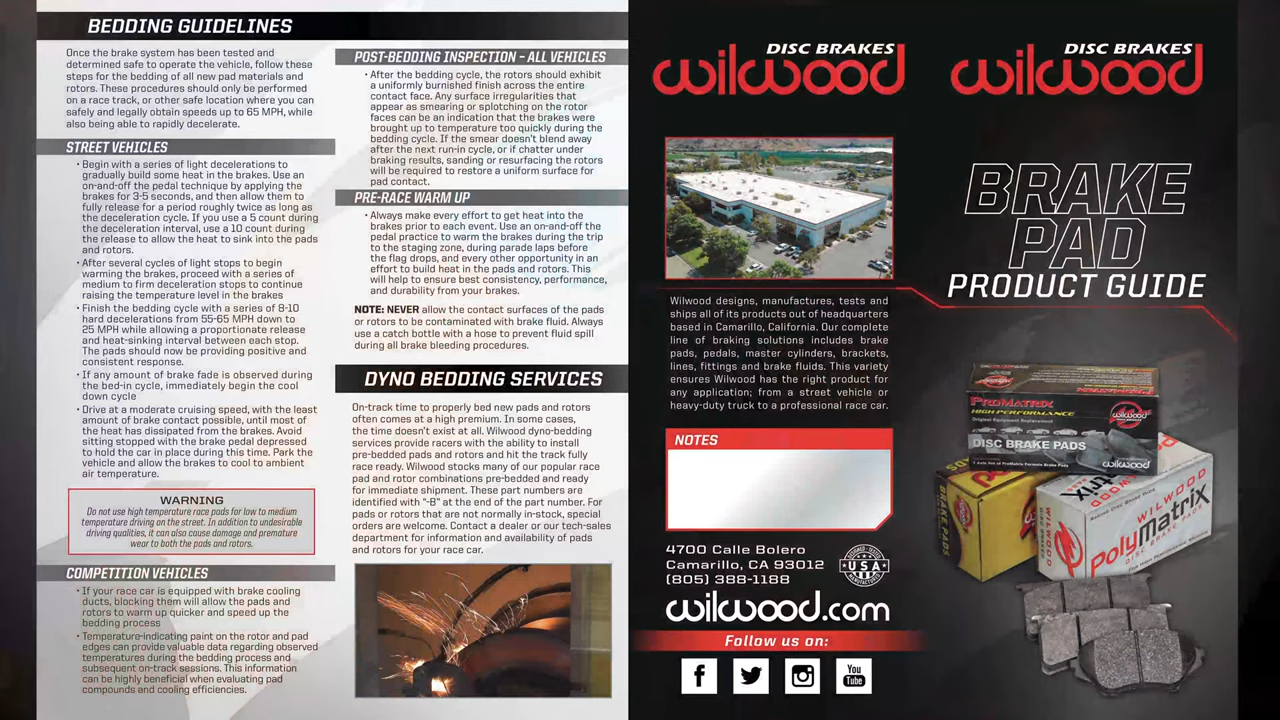 BEDDING GUIDELINES
Once the brake system has been tested and
determined safe to operate the vehicle, follow these
steps for the bedding of all new pad materials and
rotors. These procedures should only be performed
on a race track, or other safe location where you can
safely and legally obtain speeds up to 65 MPH, while
also being able to rapidly decelerate.
STREET VEHICLES
• Begin with a series of light decelerations to
gradually build some heat in the brakes. Use an
on-and-off the pedal technique by applying the
brakes for 3-5 seconds, and then allow them to
fully release for a period roughly twice as long as
the deceleration cycle. If you use a 5 count during
the deceleration interval, use a 10 count during
the release to allow the heat to sink into the pads
and rotors.
• After several cycles of light stops to begin
warming the brakes, proceed with a series of
medium to firm deceleration stops to continue
raising the temperature level in the brakes
• Finish the bedding cycle with a series of 8-10
hard decelerations from 55-65 MPH down to
25 MPH while allowing a proportionate release
and heat-sinking interval between each stop.
The pads should now be providing positive and
consistent response.
• If any amount of brake fade is observed during
the bed-in cycle, immediately begin the cool
down cycle
• Drive at a moderate cruising speed, with the least
amount of brake contact possible, until most of
the heat has dissipated from the brakes. Avoid
sitting stopped with the brake pedal depressed
to hold the car in place during this time. Park the
vehicle and allow the brakes to cool to ambient
air temperature.
WARNING
Do not use high temperature race pads for low to medium
temperature driving on the street. In addition to undesirable
driving qualities, it can also cause damage and premature
wear to both the pads and rotors.
COMPETITION VEHICLES
• If your race car is equipped with brake cooling
ducts, blocking them will allow the pads and
rotors to warm up quicker and speed up the
bedding process
• Temperature-indicating paint on the rotor and pad
edges can provide valuable data regarding observed
temperatures during the bedding process and
subsequent on-track sessions. This information
can be highly beneficial when evaluating pad
compounds and cooling efficiencies.
POST-BEDDING INSPECTION – ALL VEHICLES
• After the bedding cycle, the rotors should exhibit
a uniformly burnished finish across the entire
contact face. Any surface irregularities that
appear as smearing or splotching on the rotor
faces can be an indication that the brakes were
brought up to temperature too quickly during the
bedding cycle. If the smear doesn't blend away
after the next run-in cycle, or if chatter under
braking results, sanding or resurfacing the rotors
will be required to restore a uniform surface for
pad contact.
PRE-RACE WARM UP
• Always make every effort to get heat into the
brakes prior to each event. Use an on-and-off the
pedal practice to warm the brakes during the trip
to the staging zone, during parade laps before
the flag drops, and every other opportunity in an
effort to build heat in the pads and rotors. This
will help to ensure best consistency, performance,
and durability from your brakes.
NOTE: NEVER allow the contact surfaces of the pads
or rotors to be contaminated with brake fluid. Always
use a catch bottle with a hose to prevent fluid spill
during all brake bleeding procedures.
DYNO BEDDING SERVICES
On-track time to properly bed new pads and rotors
often comes at a high premium. In some cases,
the time doesn't exist at all. Wilwood dyno-bedding
services provide racers with the ability to install
pre-bedded pads and rotors and hit the track fully
race ready. Wilwood stocks many of our popular race
pad and rotor combinations pre-bedded and ready
for immediate shipment. These part numbers are
identified with "-B" at the end of the part number. For
pads or rotors that are not normally in-stock, special
orders are welcome. Contact a dealer or our tech-sales
department for information and availability of pads
and rotors for your race car.
DISC BRAKES
wilwood
Wilwood designs, manufactures, tests and
ships all of its products out of headquarters
based in Camarillo, California. Our complete
line of braking solutions includes brake
pads, pedals, master cylinders, brackets,
lines, fittings and brake fluids. This variety
ensures Wilwood has the right product for
any application; from a street vehicle or
heavy-duty truck to a professional race car.
NOTES
4700 Calle Bolero
Camarillo, CA 93012
(805) 388-1188
USA
wilwood.com
Follow us on:
f
You
Tube
DISC BRAKES
wilwood
BRAKE
PAD
PRODUCT GUIDE
PROMATRIX
HIGH PERFORMANCE
Original Equipment Replacement
wilwood
DISC BRAKE PADS
wilwood
BRAKE PADS
WILWOOD
WILWOOD
PolyMatrix
DISC BRAKE PADS